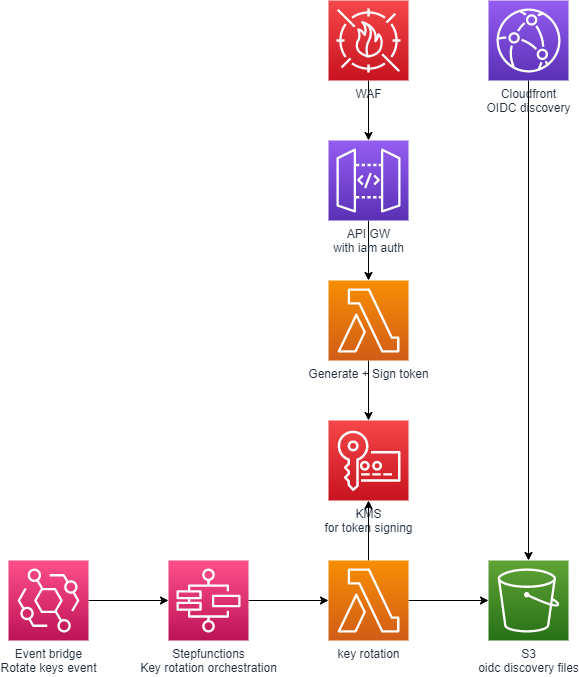 WAF
Cloudfront
OIDC discovery
API GW
with iam auth
Generate + Sign token
KMS
for token signing
Event bridge
Rotate keys event
Stepfunctions
Key rotation orchestration
key rotation
S3
oidc discovery files